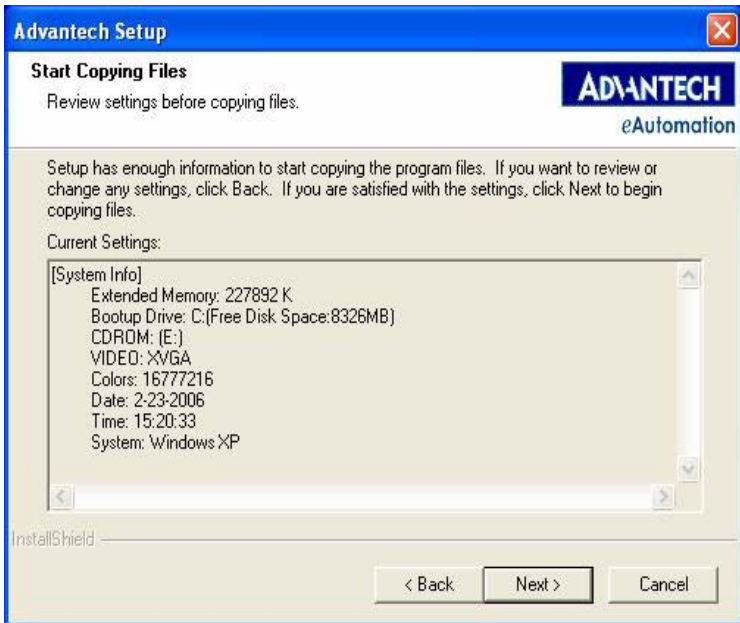 Advantech Setup
Start Copying Files
Review settings before copying files.
ADVANTECH
eAutomation
Setup has enough information to start copying the program files. If you want to review or
change any settings, click Back. If you are satisfied with the settings, click Next to begin
copying files.
Current Settings:
[System Info]
Extended Memory: 227892 K
Bootup Drive: C:(Free Disk Space:8326MB)
CDROM: (E:)
VIDEO: XVGA
Colors: 16777216
Date: 2-23-2006
Time: 15:20:33
System: Windows XP
InstallShield
< Back
Next >
Cancel